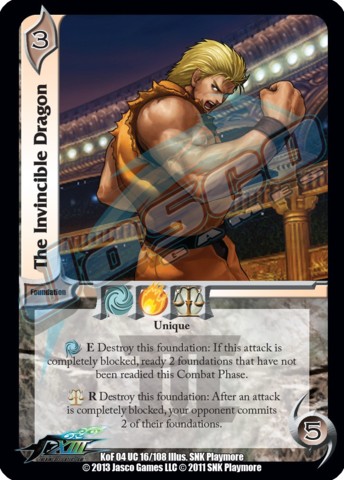 3
The Invincible Dragon
JASCO
GAMES
Foundation
Unique
E Destroy this foundation: If this attack is
completely blocked, ready 2 foundations that have not
been readied this Combat Phase.
R Destroy this foundation: After an attack
is completely blocked, your opponent commits
2 of their foundations.
5
XIII
KoF 04 UC 16/108 Illus. SNK Playmore
© 2013 Jasco Games LLC © 2011 SNK Playmore